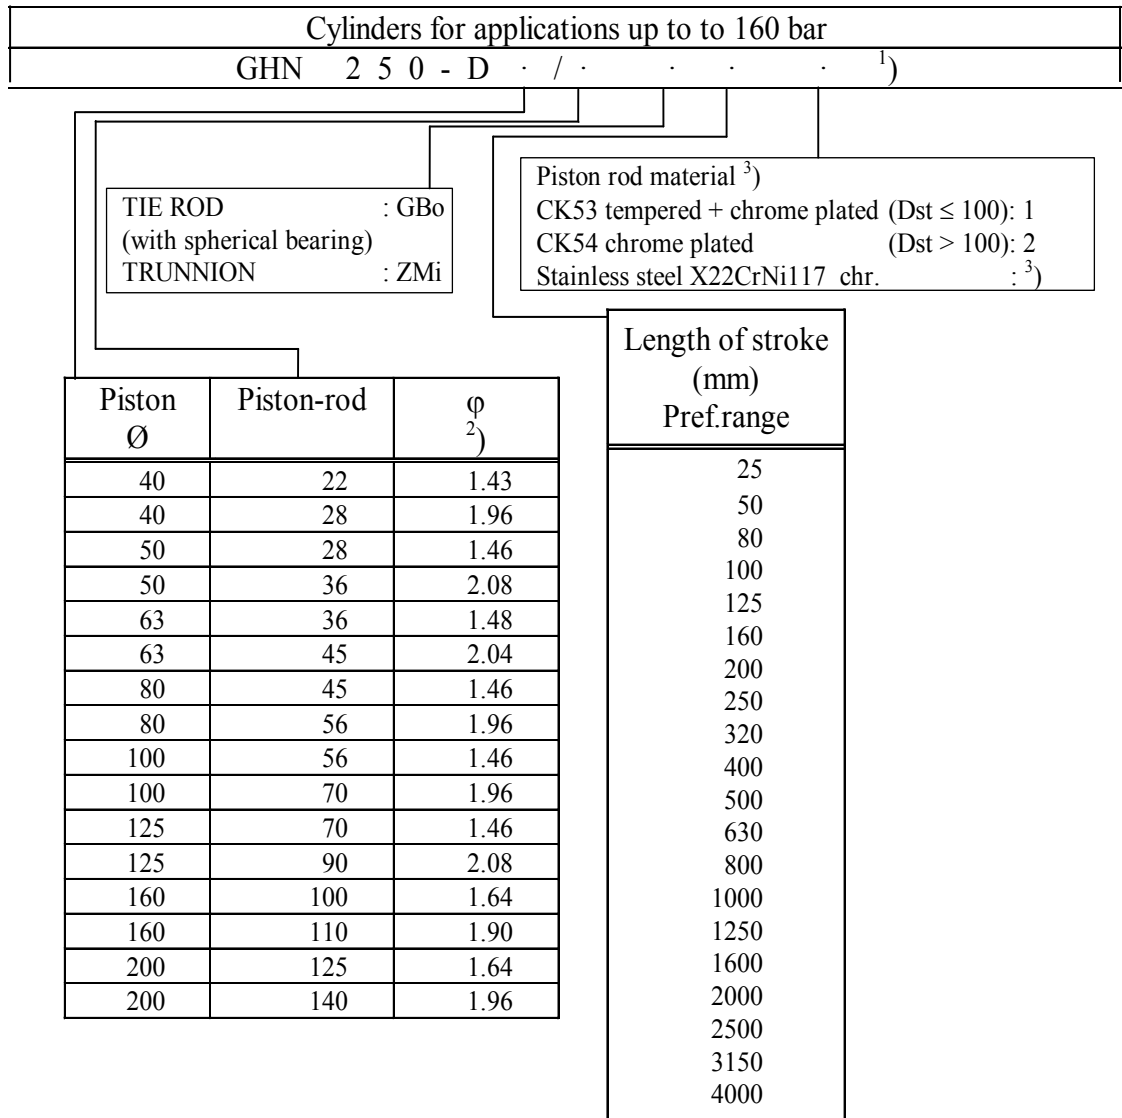 Cylinders for applications up to to 160 bar
GHN 2 5 0 - D · / · · · · 1)
TIE ROD : GBo
(with spherical bearing)
TRUNNION : ZMi
Piston rod material 3)
CK53 tempered + chrome plated (Dst ≤ 100): 1
CK54 chrome plated (Dst > 100): 2
Stainless steel X22CrNi117 chr. : 3)
Piston Piston-rod φ
Ø 2)
40 22 1.43
40 28 1.96
50 28 1.46
50 36 2.08
63 36 1.48
63 45 2.04
80 45 1.46
80 56 1.96
100 56 1.46
100 70 1.96
125 70 1.46
125 90 2.08
160 100 1.64
160 110 1.90
200 125 1.64
200 140 1.96
Length of stroke
(mm)
Pref.range
25
50
80
100
125
160
200
250
320
400
500
630
800
1000
1250
1600
2000
2500
3150
4000